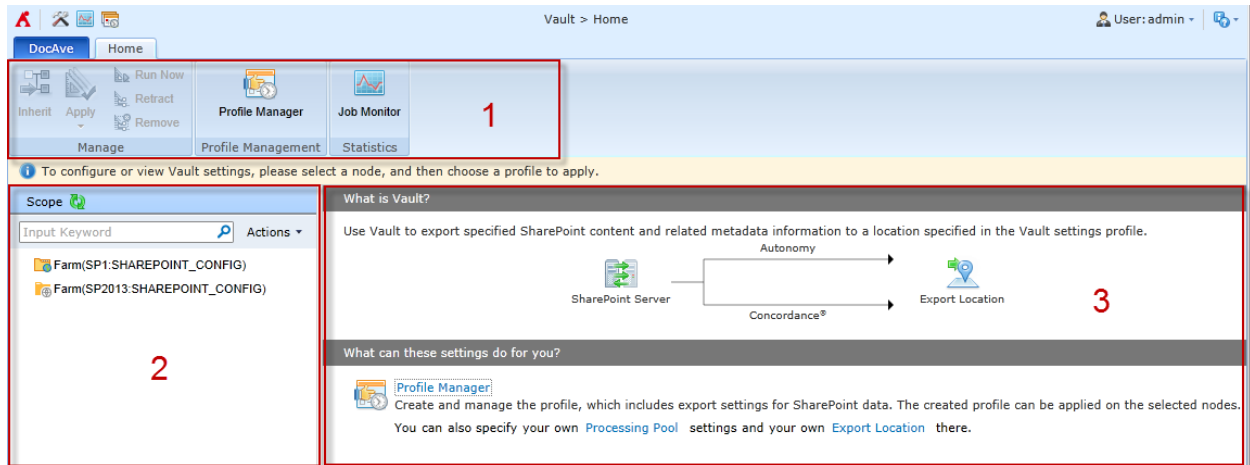 Vault > Home
User: admin
DocAve Home
Inherit Apply Run Now
Retract
Remove
Profile Manager
Job Monitor
Manage
Profile Management
Statistics
1
To configure or view Vault settings, please select a node, and then choose a profile to apply.
Scope
Input Keyword
Actions
Farm(SP1:SHAREPOINT_CONFIG)
Farm(SP2013:SHAREPOINT_CONFIG)
2
What is Vault?
Use Vault to export specified SharePoint content and related metadata information to a location specified in the Vault settings profile.
Autonomy
SharePoint Server
Export Location
Concordance®
3
What can these settings do for you?
Profile Manager
Create and manage the profile, which includes export settings for SharePoint data. The created profile can be applied on the selected nodes.
You can also specify your own Processing Pool settings and your own Export Location there.